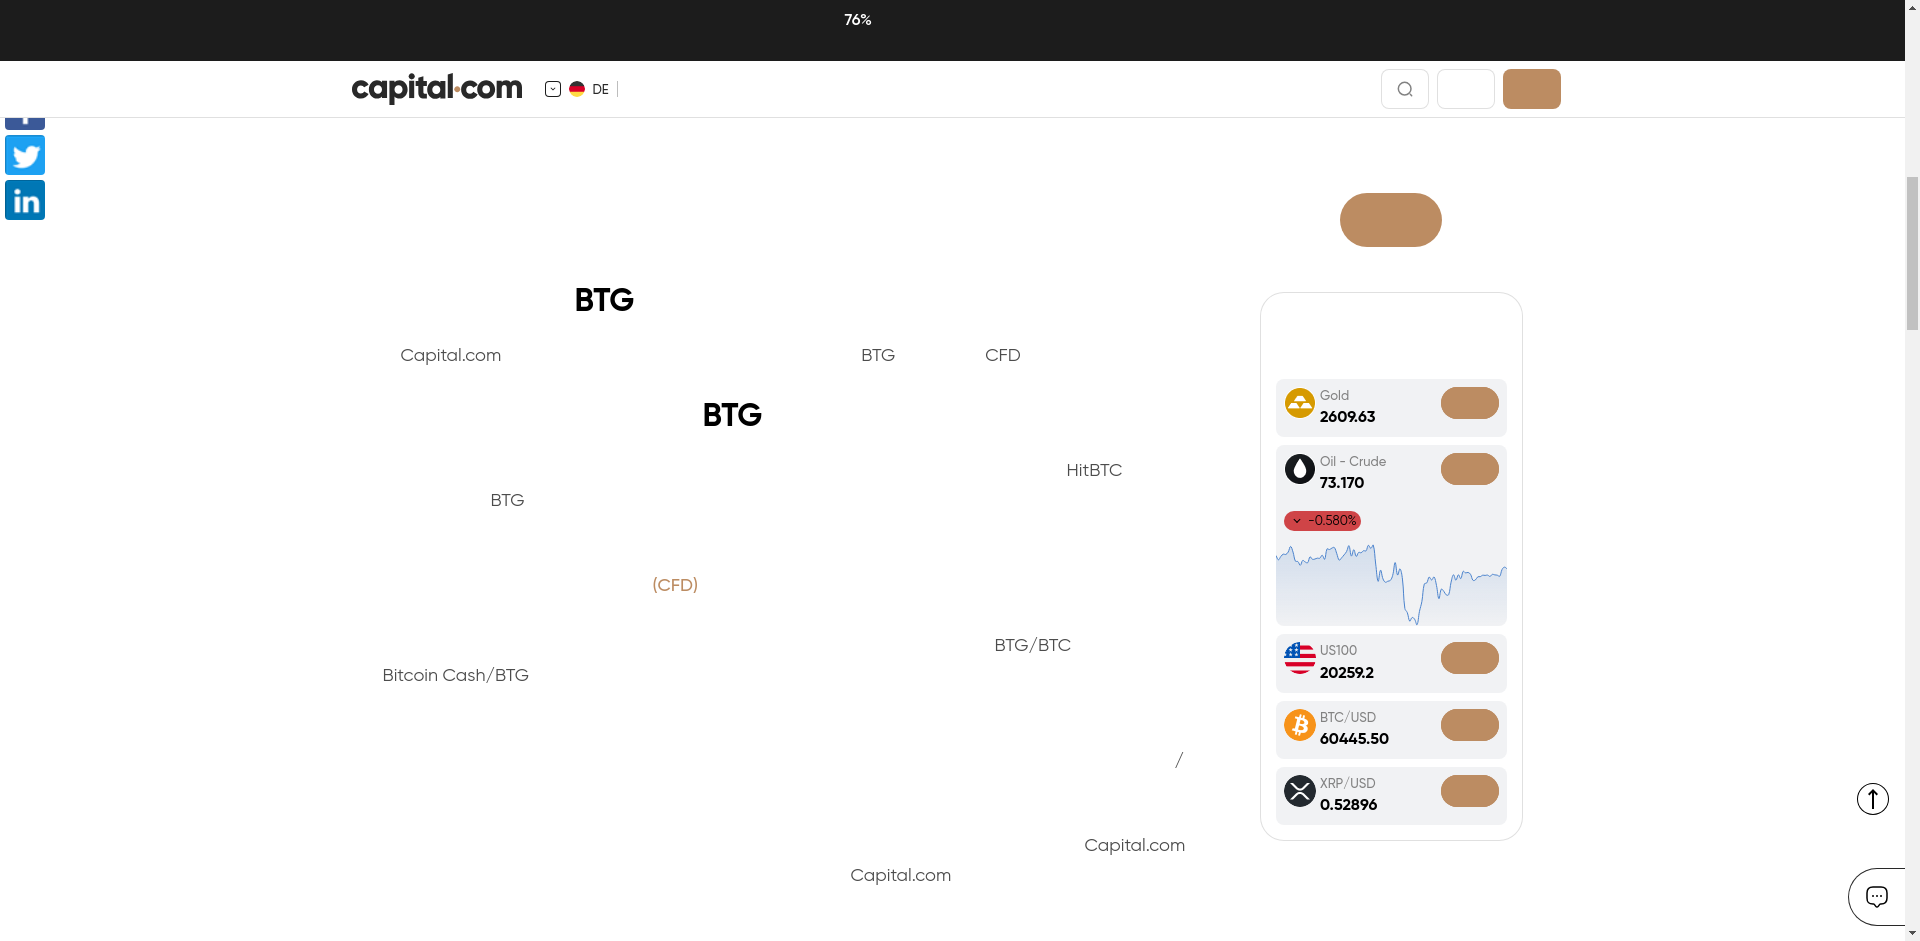 76%
capital.com
DE
BTG
Capital.com BTG CFD
BTG
HitBTC
BTG
(CFD)
BTG/BTC
Bitcoin Cash/BTG
/
Capital.com
Capital.com
Gold
2609.63
Oil - Crude
73.170
-0.580%
US100
20259.2
BTC/USD
60445.50
XRP/USD
0.52896